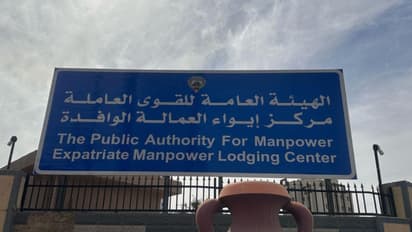 الهيئة العامة للقوى العاملة
مركز إيواء العمالة الوافدة
The Public Authority For Manpower
Expatriate Manpower Lodging Center